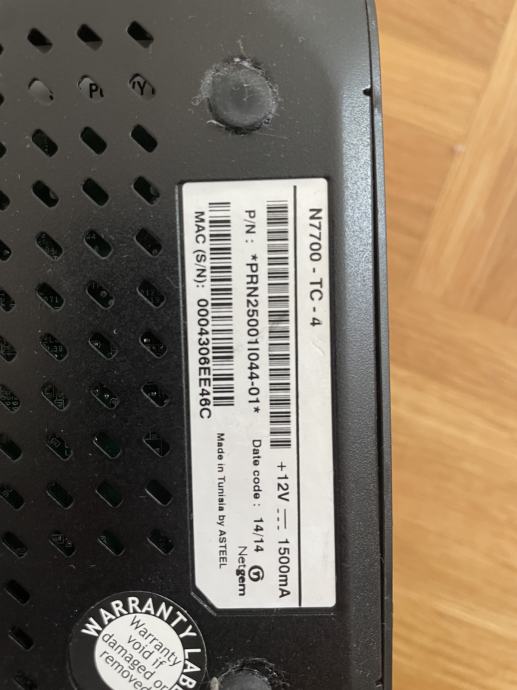 N7700 - TC - 4
+12V ⎓ 1500mA
P/N : *PRN25001I044-01*
Date code : 14/14
Netgem
MAC (S/N): 0004306EE46C
Made in Tunisia by ASTEEL
WARRANTY LAB
Warranty
void if
damaged or
removed